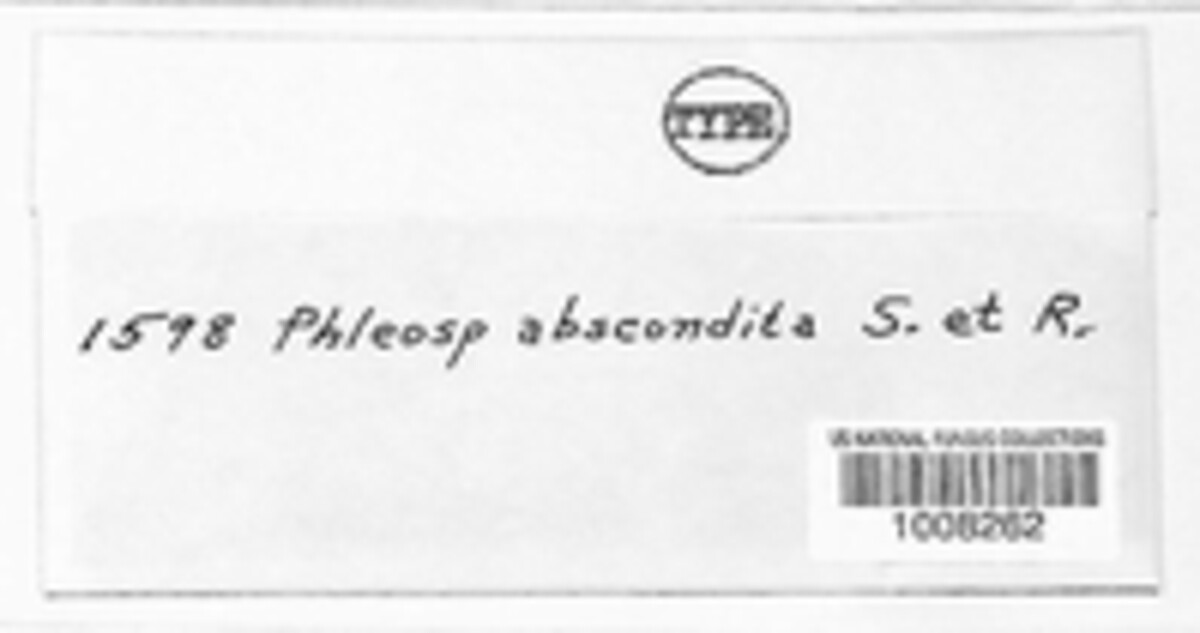 TYPE
1598 Phleosp abscondita S. et R.
US NATIONAL FUNGUS COLLECTIONS
1008262